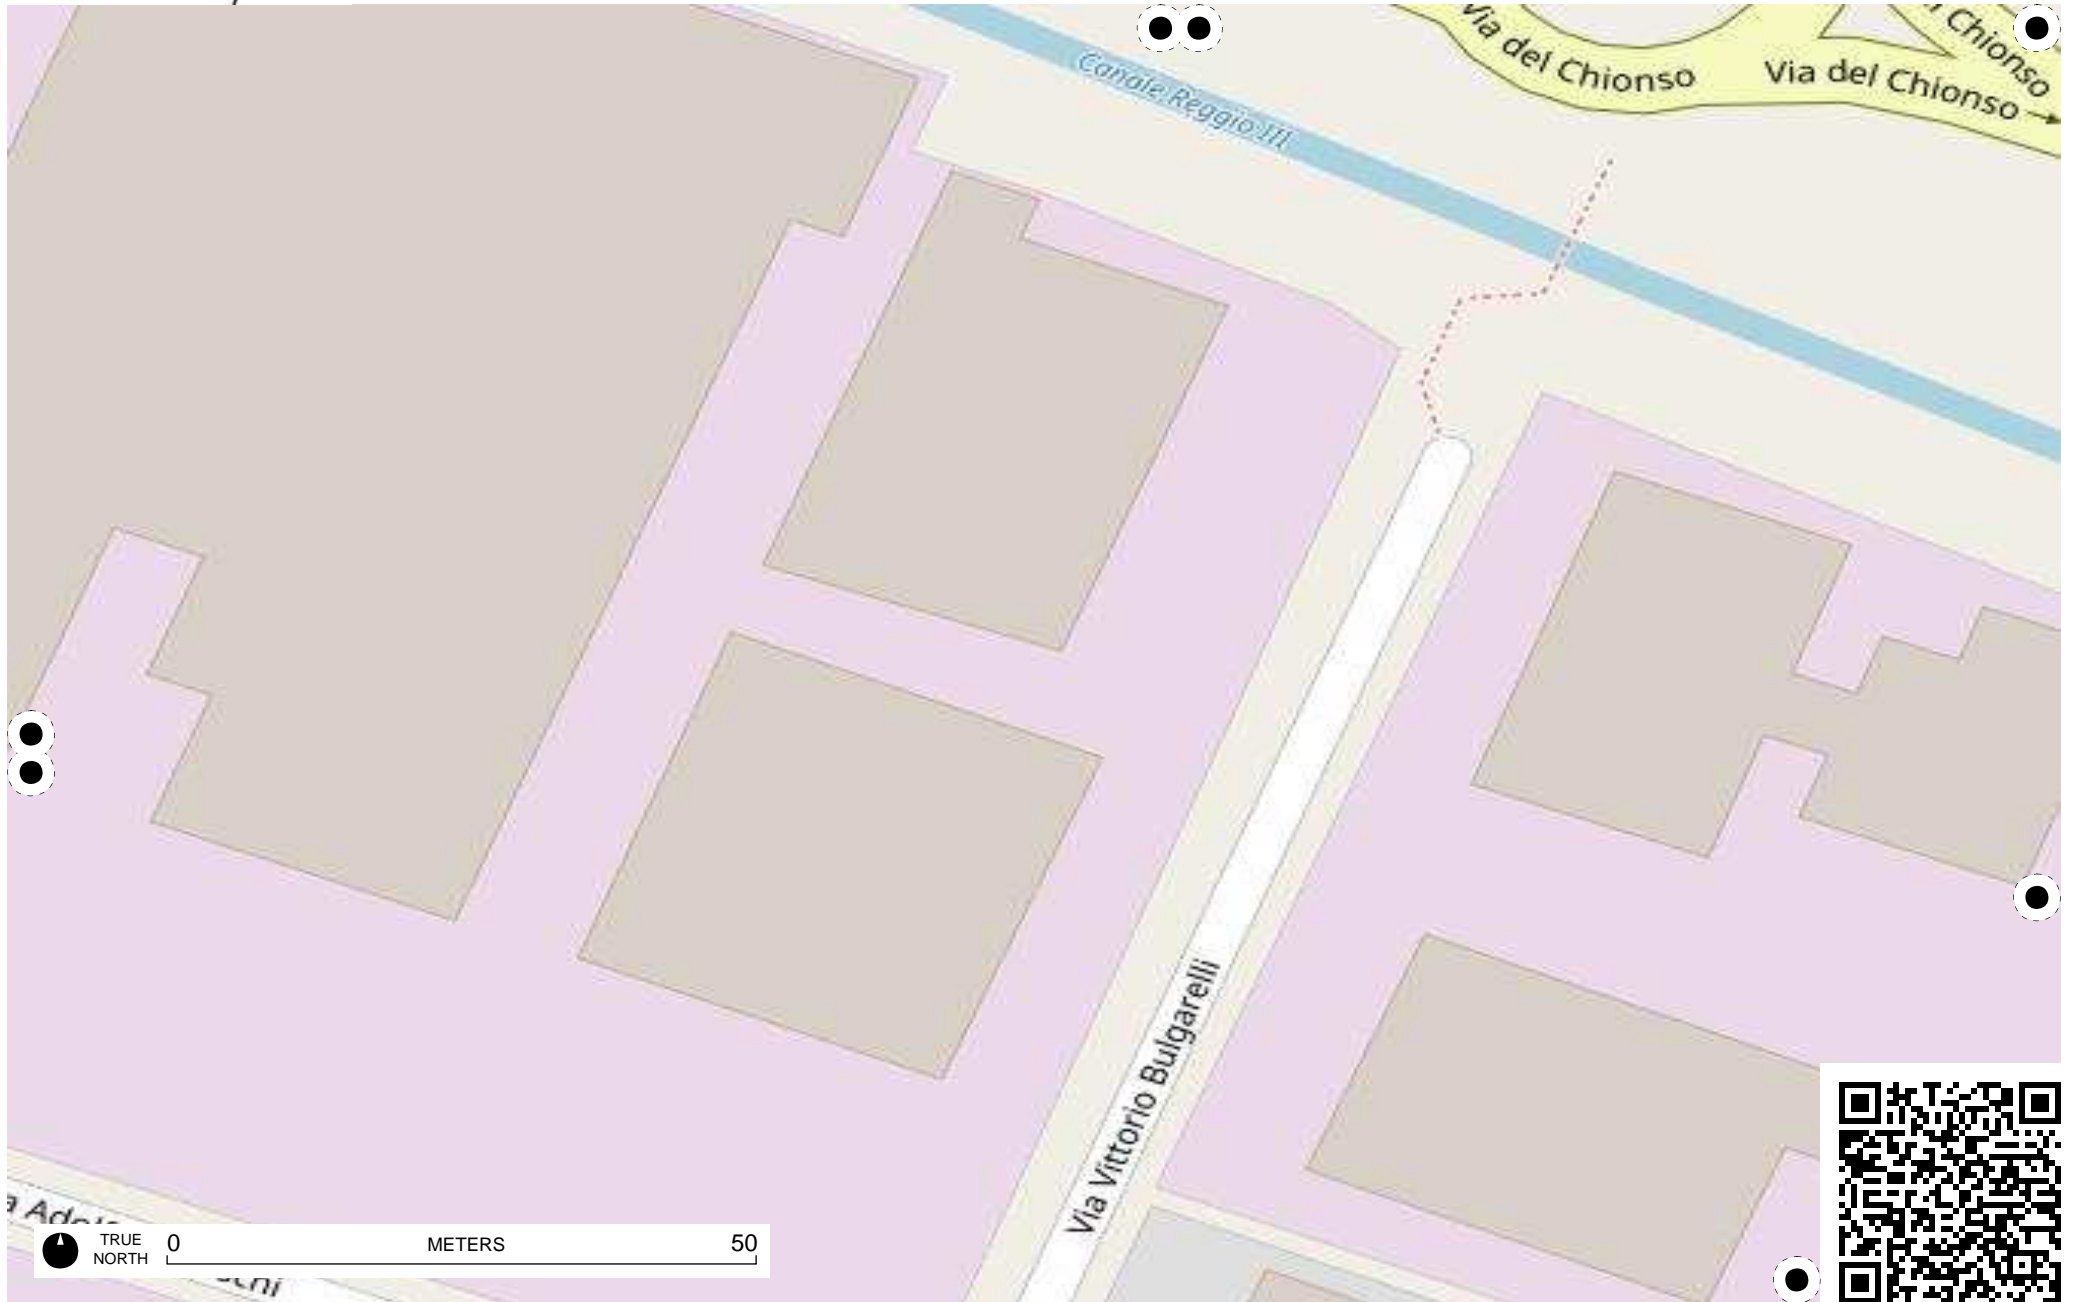 Via del Chionso
Via del Chionso
Chionso
Canale Reggio III
Via Vittorio Bulgarelli
TRUE
NORTH
0
METERS
50